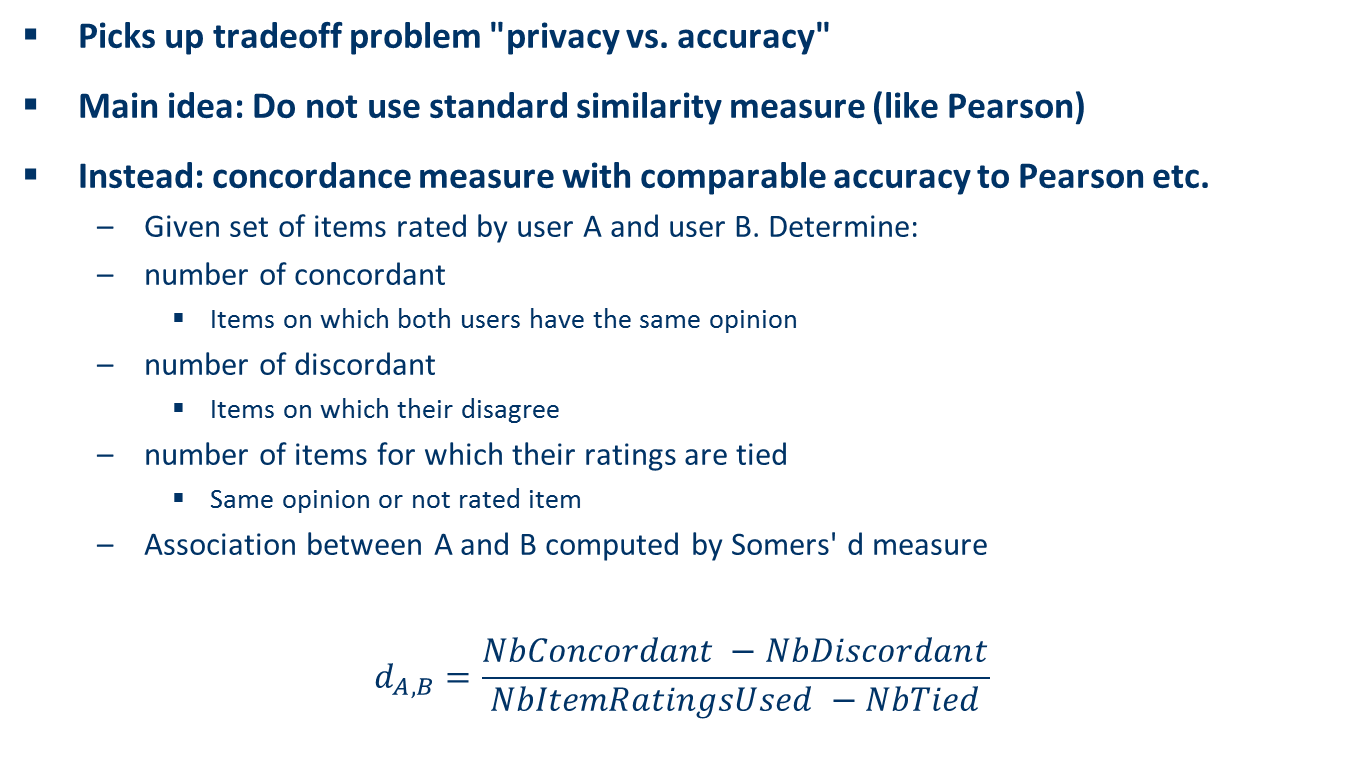 ▪ Picks up tradeoff problem "privacy vs. accuracy"
▪ Main idea: Do not use standard similarity measure (like Pearson)
▪ Instead: concordance measure with comparable accuracy to Pearson etc.
– Given set of items rated by user A and user B. Determine:
– number of concordant
▪ Items on which both users have the same opinion
– number of discordant
▪ Items on which their disagree
– number of items for which their ratings are tied
▪ Same opinion or not rated item
– Association between A and B computed by Somers' d measure
d_{A,B} = \frac{NbConcordant − NbDiscordant}{NbItemRatingsUsed − NbTied}